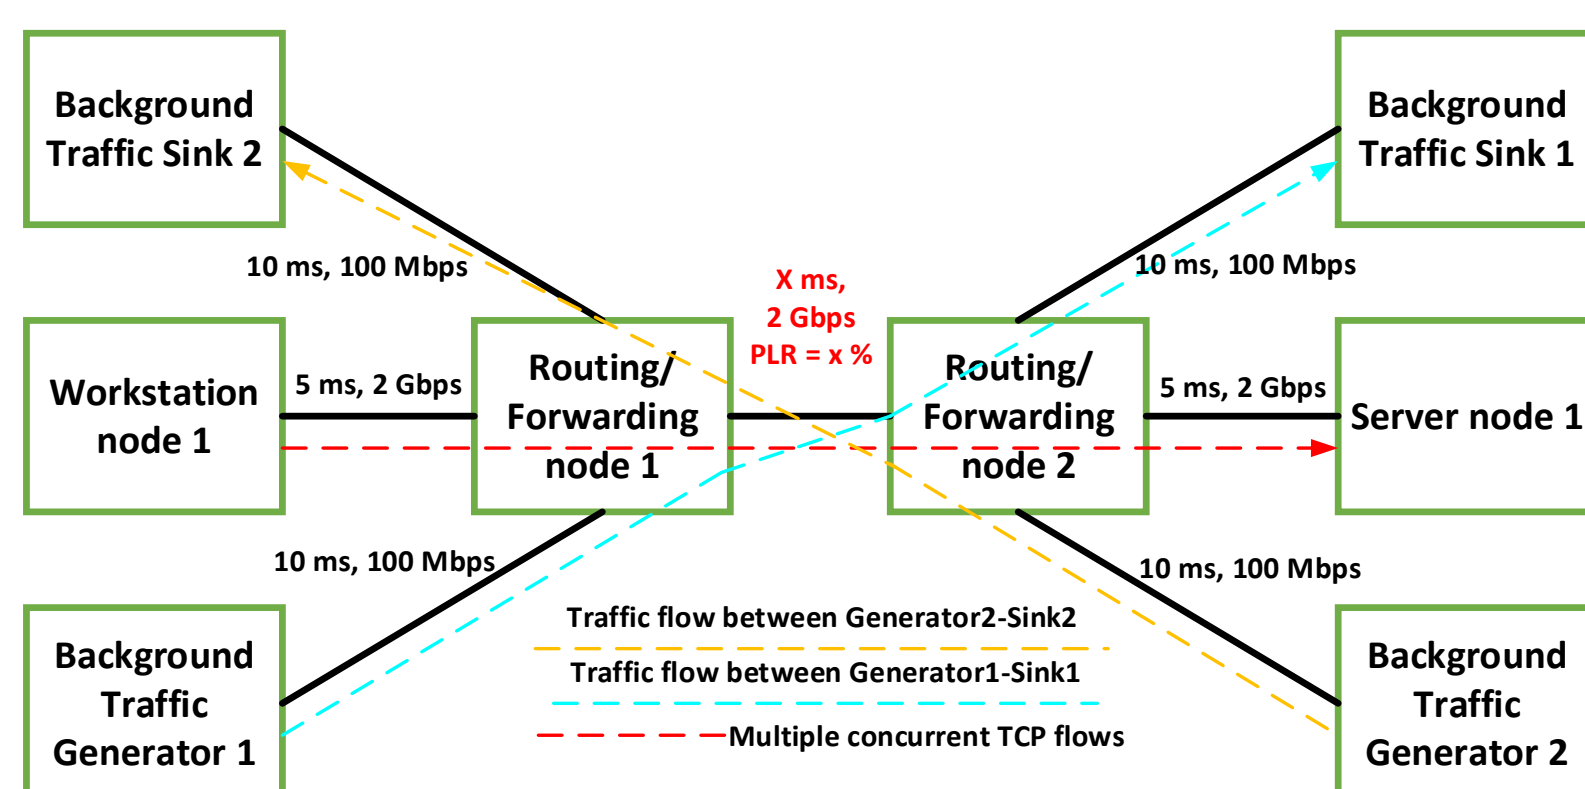 Background
Traffic Sink 2
Background
Traffic Sink 1
10 ms, 100 Mbps
X ms,
2 Gbps
PLR = x %
10 ms, 100 Mbps
Workstation
node 1
5 ms, 2 Gbps
Routing/
Forwarding
node 1
Routing/
Forwarding
node 2
5 ms, 2 Gbps
Server node 1
10 ms, 100 Mbps
10 ms, 100 Mbps
Background
Traffic
Generator 1
Traffic flow between Generator2-Sink2
Traffic flow between Generator1-Sink1
Multiple concurrent TCP flows
Background
Traffic
Generator 2